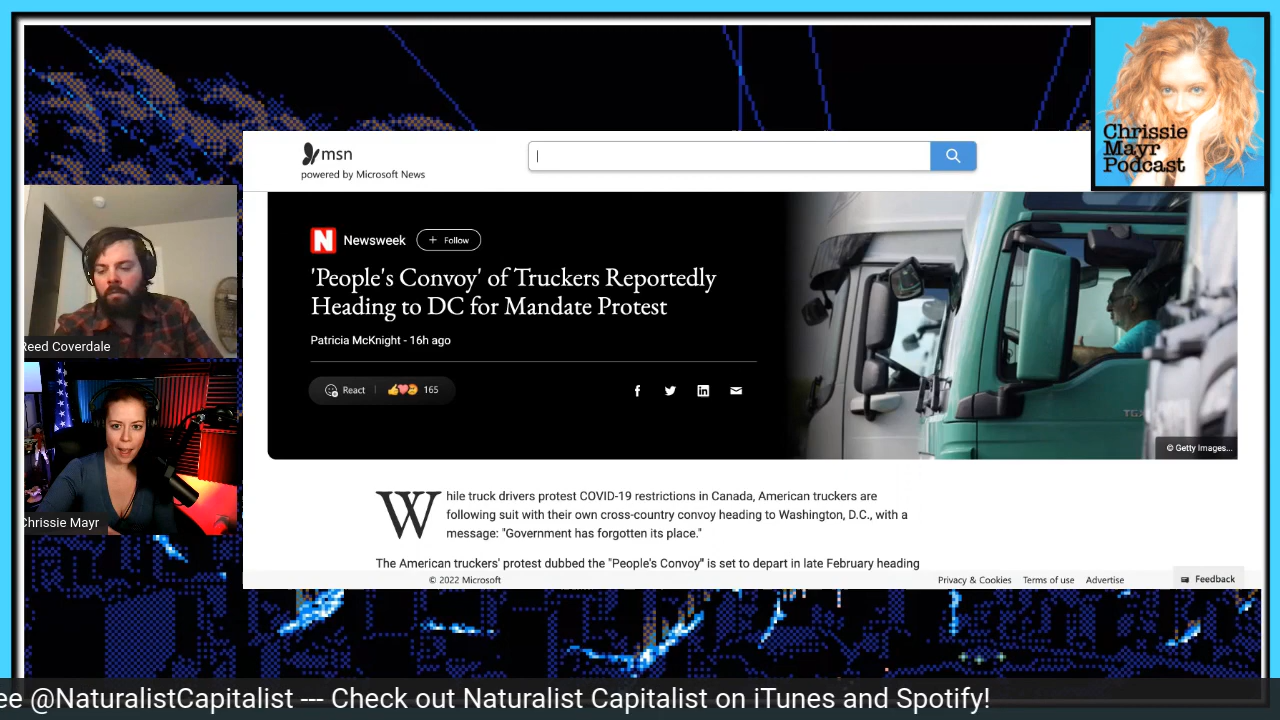 Chrissie
Mayr
Podcast
msn
powered by Microsoft News
Newsweek
+ Follow
'People's Convoy' of Truckers Reportedly
Heading to DC for Mandate Protest
Patricia McKnight - 16h ago
React
165
TGX
© Getty Images...
Reed Coverdale
Chrissie Mayr
While truck drivers protest COVID-19 restrictions in Canada, American truckers are
following suit with their own cross-country convoy heading to Washington, D.C., with a
message: "Government has forgotten its place."
The American truckers' protest dubbed the "People's Convoy" is set to depart in late February heading
© 2022 Microsoft
Privacy & Cookies
Terms of use
Advertise
Feedback
ee @NaturalistCapitalist --- Check out Naturalist Capitalist on iTunes and Spotify!